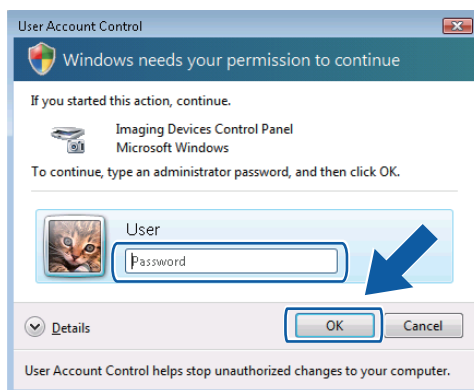 User Account Control
Windows needs your permission to continue
If you started this action, continue.
Imaging Devices Control Panel
Microsoft Windows
To continue, type an administrator password, and then click OK.
User
Password
Details
OK
Cancel
User Account Control helps stop unauthorized changes to your computer.